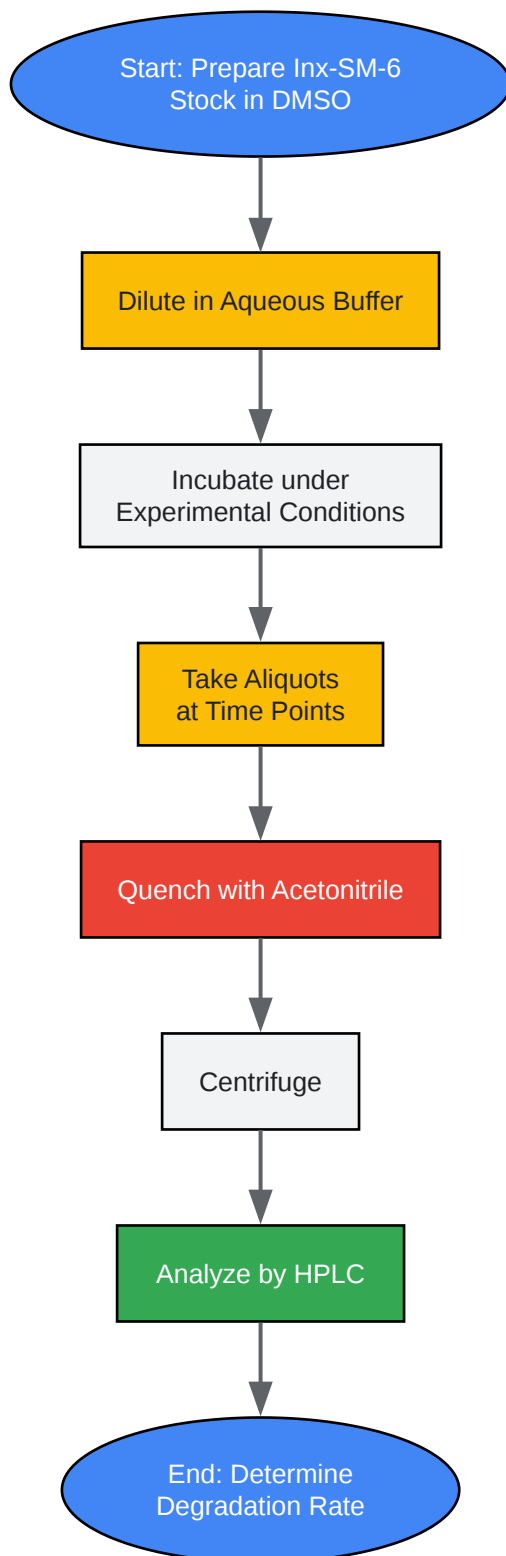 Start: Prepare Inx-SM-6
Stock in DMSO
Dilute in Aqueous Buffer
Incubate under
Experimental Conditions
Take Aliquots
at Time Points
Quench with Acetonitrile
Centrifuge
Analyze by HPLC
End: Determine
Degradation Rate